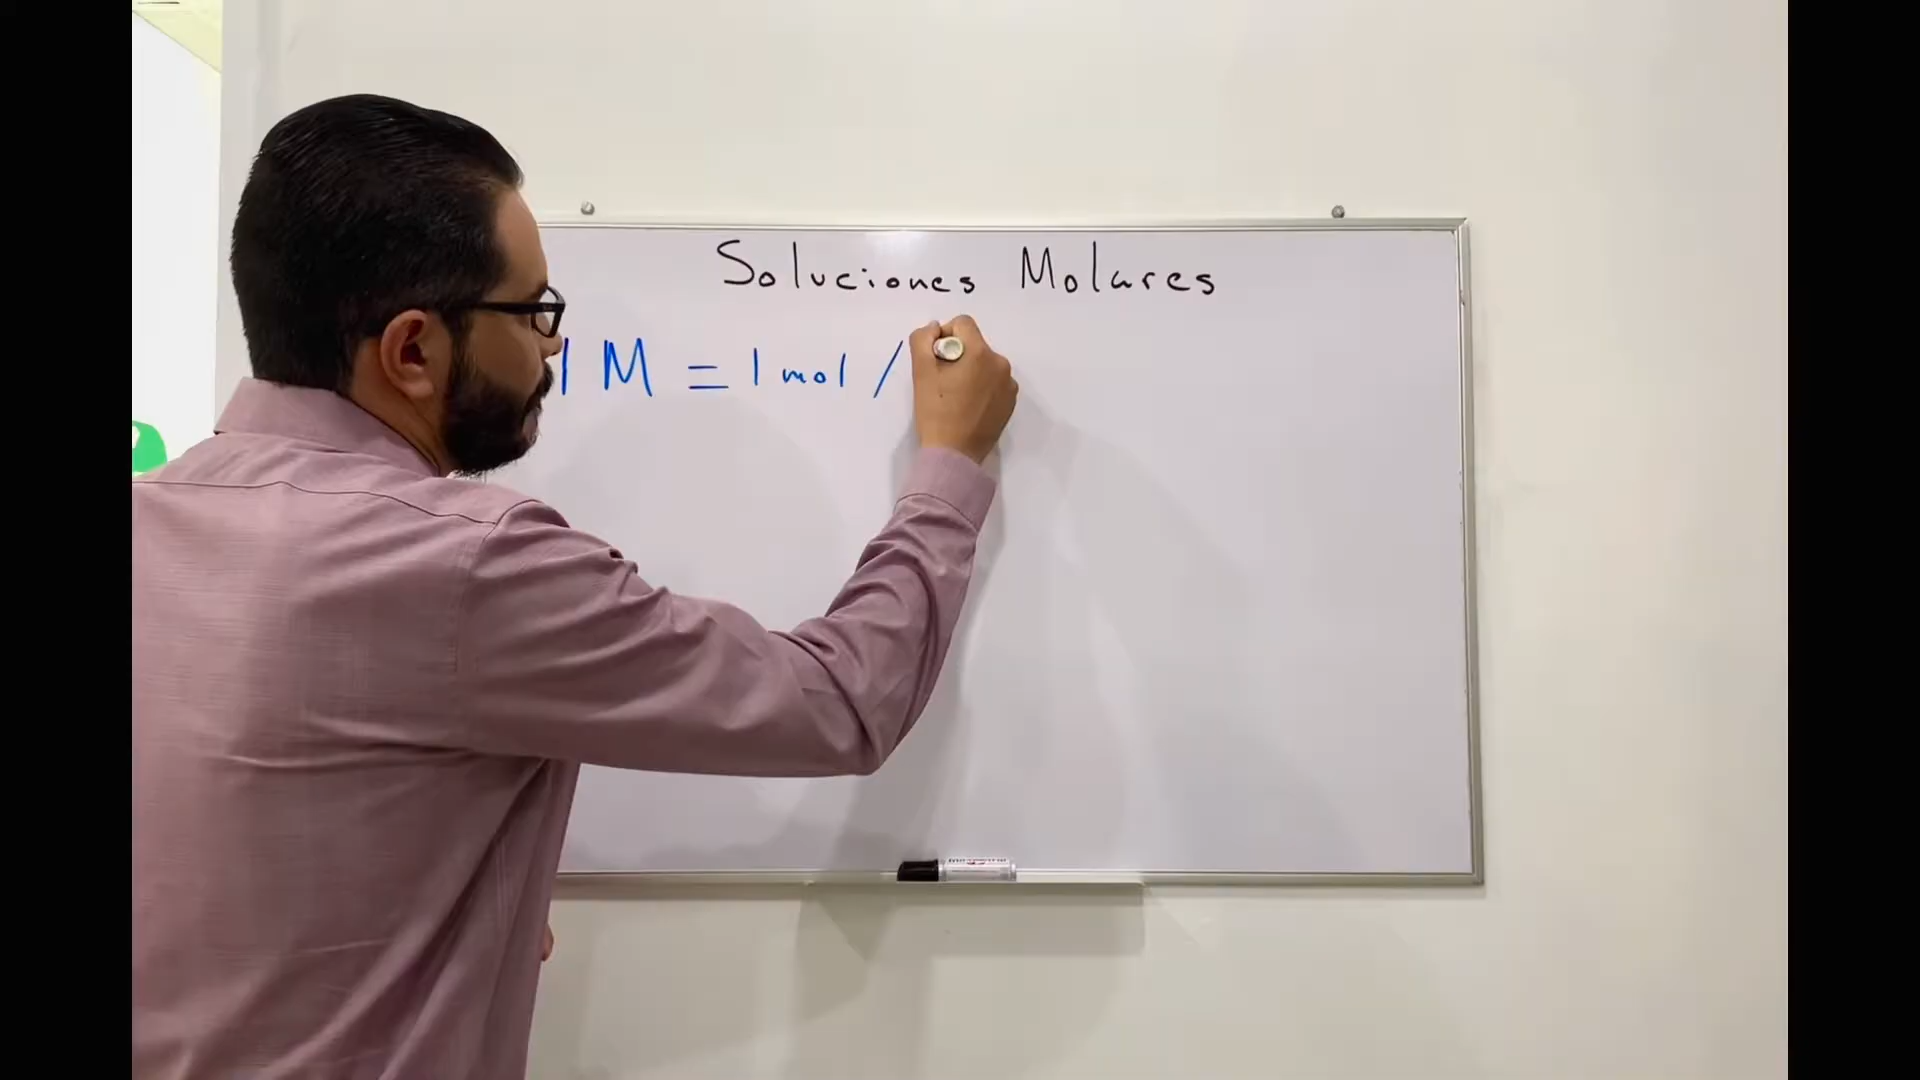 Soluciones Molares
1 M = 1 mol /